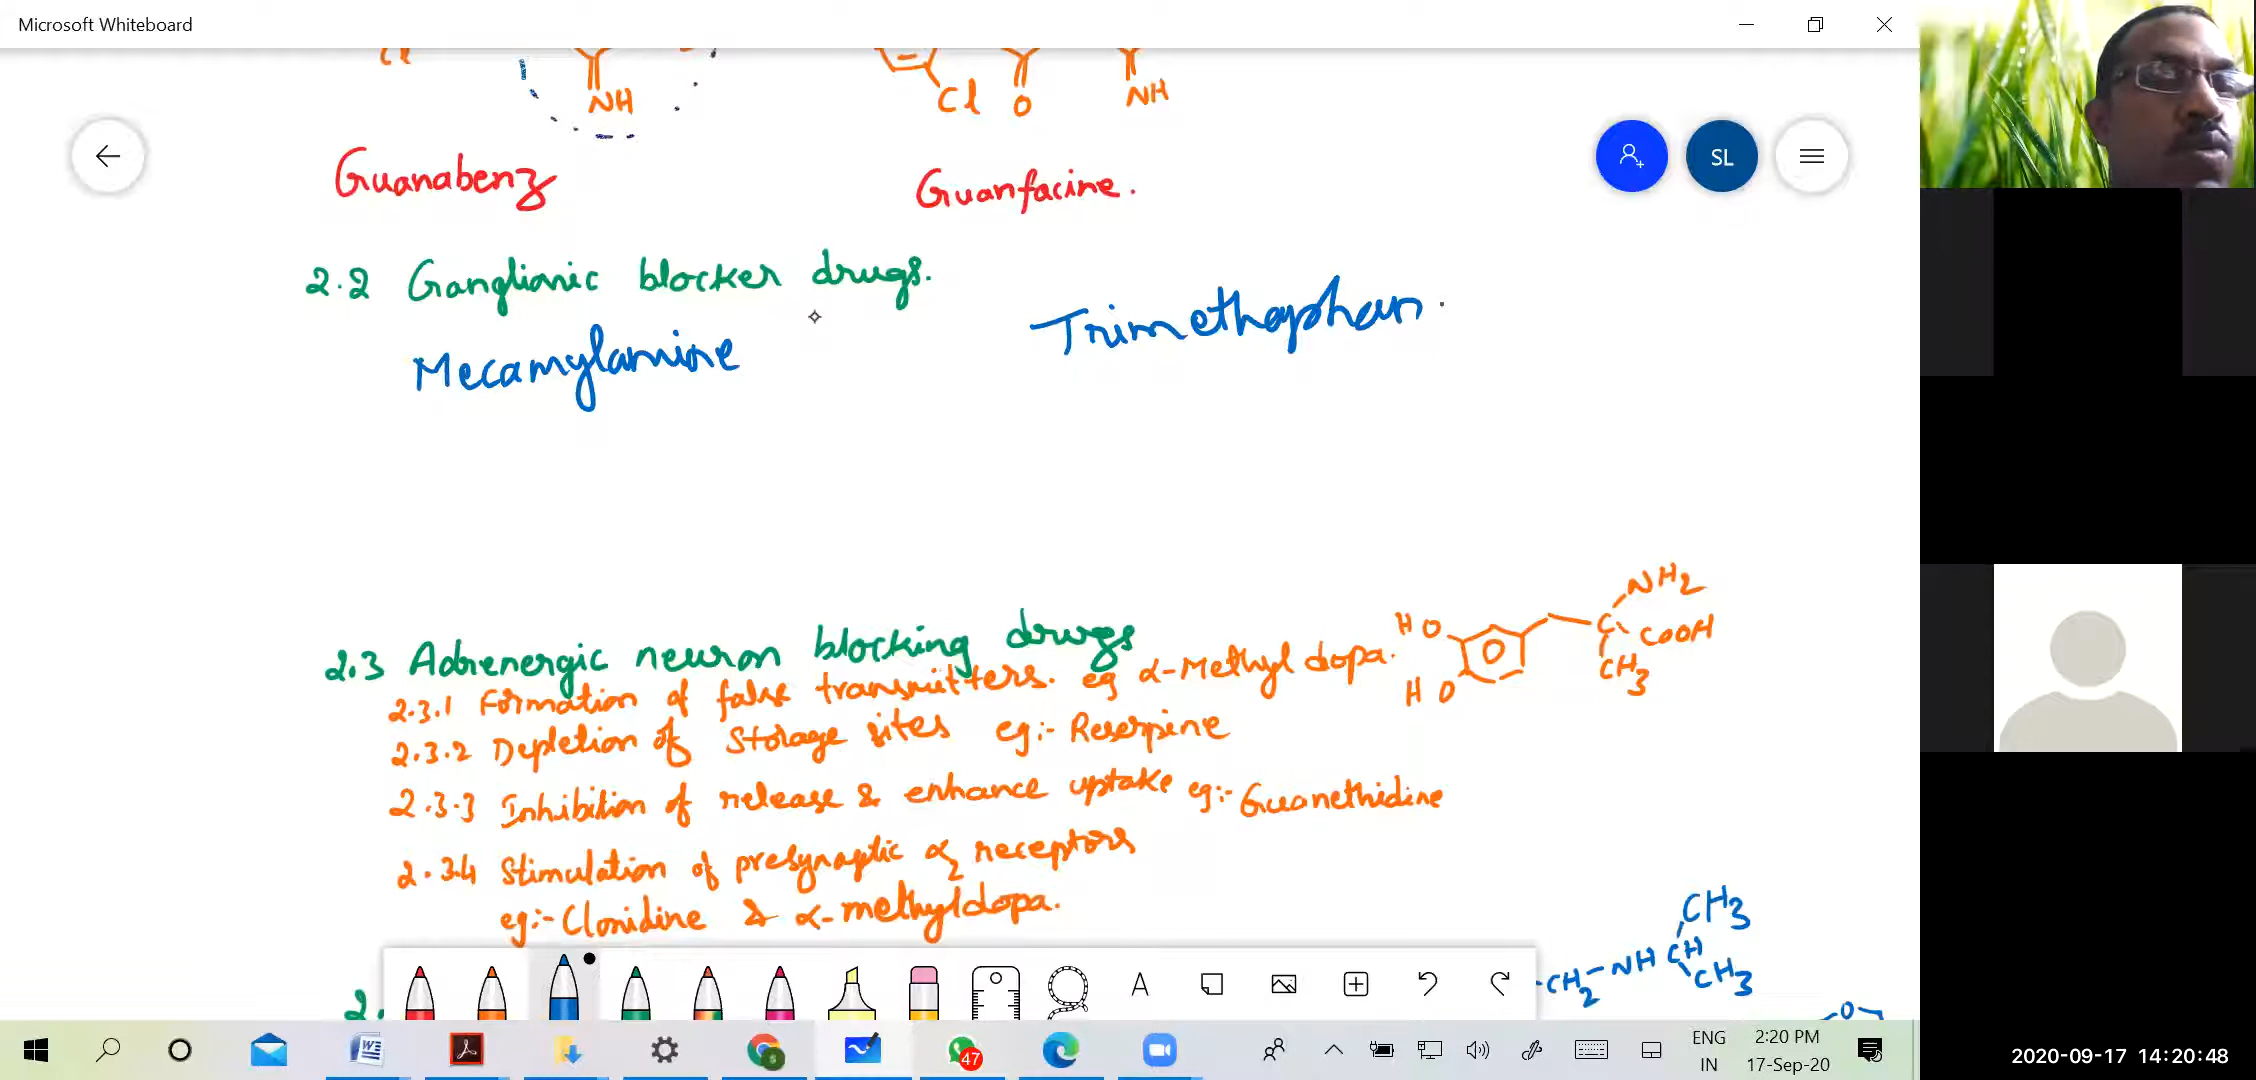 Microsoft Whiteboard
Cl
NH
Cl
O
NH
Guanabenz
Guanfacine.
SL
2.2 Ganglionic blocker drugs.
Mecamylamine
Trimethaphan.
NH2
HO
C
COOH
CH3
HO
2.3 Adrenergic neuron blocking drugs
2.3.1 Formation of false transmitters. eg α-Methyl dopa.
2.3.2 Depletion of Storage sites eg:- Reserpine
2.3.3 Inhibition of release & enhance uptake eg:- Guanethidine
2.3.4 Stimulation of presynaptic α2 receptors
eg:- Clonidine & α-methyldopa.
CH3
-CH2-NH CH
CH3
2.
O
A
47
ENG
IN
2:20 PM
17-Sep-20
2020-09-17 14:20:48